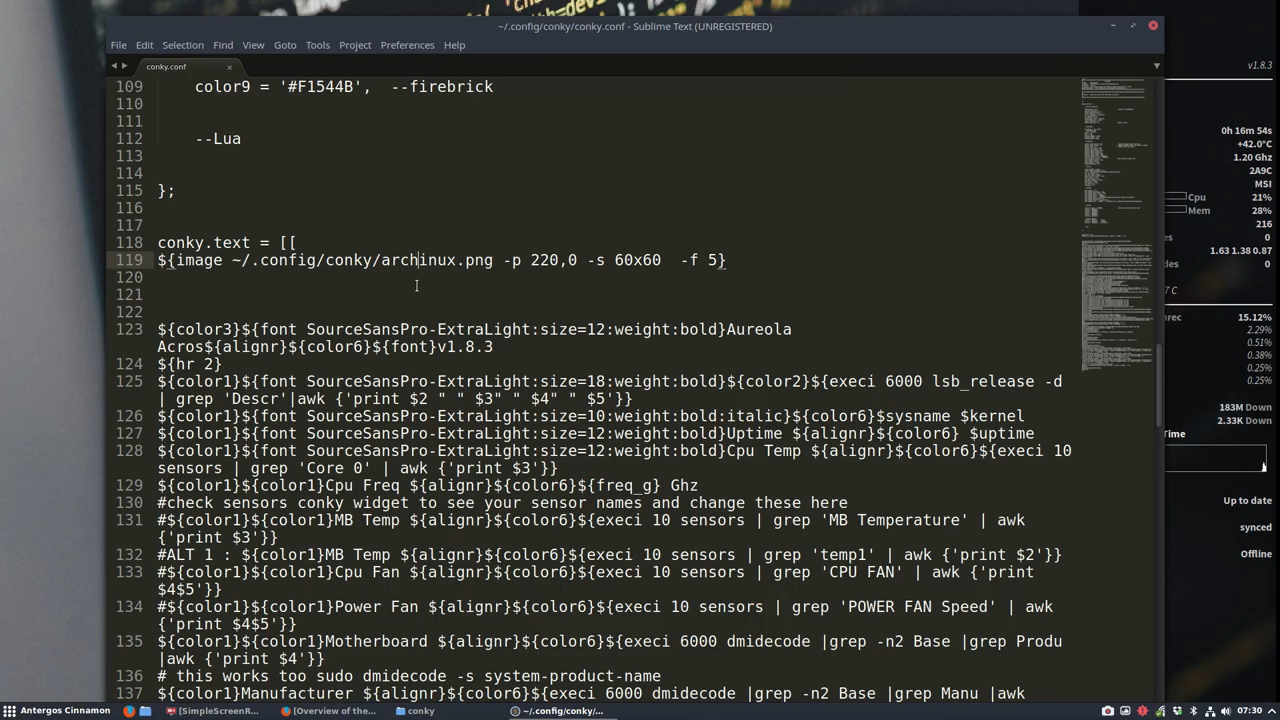 ~/.config/conky/conky.conf - Sublime Text (UNREGISTERED)
File Edit Selection Find View Goto Tools Project Preferences Help
conky.conf
109 color9 = '#F1544B', --firebrick
110
111
112 --Lua
113
114
115 };
116
117
118 conky.text = [[
119 ${image ~/.config/conky/archlinux.png -p 220,0 -s 60x60  -f 5}
120
121
122
123 ${color3}${font SourceSansPro-ExtraLight:size=12:weight:bold}Aureola
Acros${alignr}${color6}${font}v1.8.3
124 ${hr 2}
125 ${color1}${font SourceSansPro-ExtraLight:size=18:weight:bold}${color2}${execi 6000 lsb_release -d
| grep 'Descr'|awk {'print $2 " " $3" " $4" " $5'}}
126 ${color1}${font SourceSansPro-ExtraLight:size=10:weight:bold:italic}${color6}$sysname $kernel
127 ${color1}${font SourceSansPro-ExtraLight:size=12:weight:bold}Uptime ${alignr}${color6} $uptime
128 ${color1}${font SourceSansPro-ExtraLight:size=12:weight:bold}Cpu Temp ${alignr}${color6}${execi 10
sensors | grep 'Core 0' | awk {'print $3'}}
129 ${color1}${color1}Cpu Freq ${alignr}${color6}${freq_g} Ghz
130 #check sensors conky widget to see your sensor names and change these here
131 #${color1}${color1}MB Temp ${alignr}${color6}${execi 10 sensors | grep 'MB Temperature' | awk
{'print $3'}}
132 #ALT 1 : ${color1}MB Temp ${alignr}${color6}${execi 10 sensors | grep 'temp1' | awk {'print $2'}}
133 #${color1}${color1}Cpu Fan ${alignr}${color6}${execi 10 sensors | grep 'CPU FAN' | awk {'print
$4$5'}}
134 #${color1}${color1}Power Fan ${alignr}${color6}${execi 10 sensors | grep 'POWER FAN Speed' | awk
{'print $4$5'}}
135 ${color1}${color1}Motherboard ${alignr}${color6}${execi 6000 dmidecode |grep -n2 Base |grep Produ
|awk {'print $4'}}
136 # this works too sudo dmidecode -s system-product-name
137 ${color1}Manufacturer ${alignr}${color6}${execi 6000 dmidecode |grep -n2 Base |grep Manu |awk
v1.8.3
0h 16m 54s
+42.0°C
1.20 Ghz
2A9C
MSI
Cpu 21%
Mem 28%
216
1.63 1.38 0.87
0
7 C
15.12%
2.29%
0.51%
0.38%
0.25%
0.25%
183M Down
2.33K Down
Time
Up to date
synced
Offline
Antergos Cinnamon [SimpleScreenR... [Overview of the... conky ~/.config/conky/... 07:30